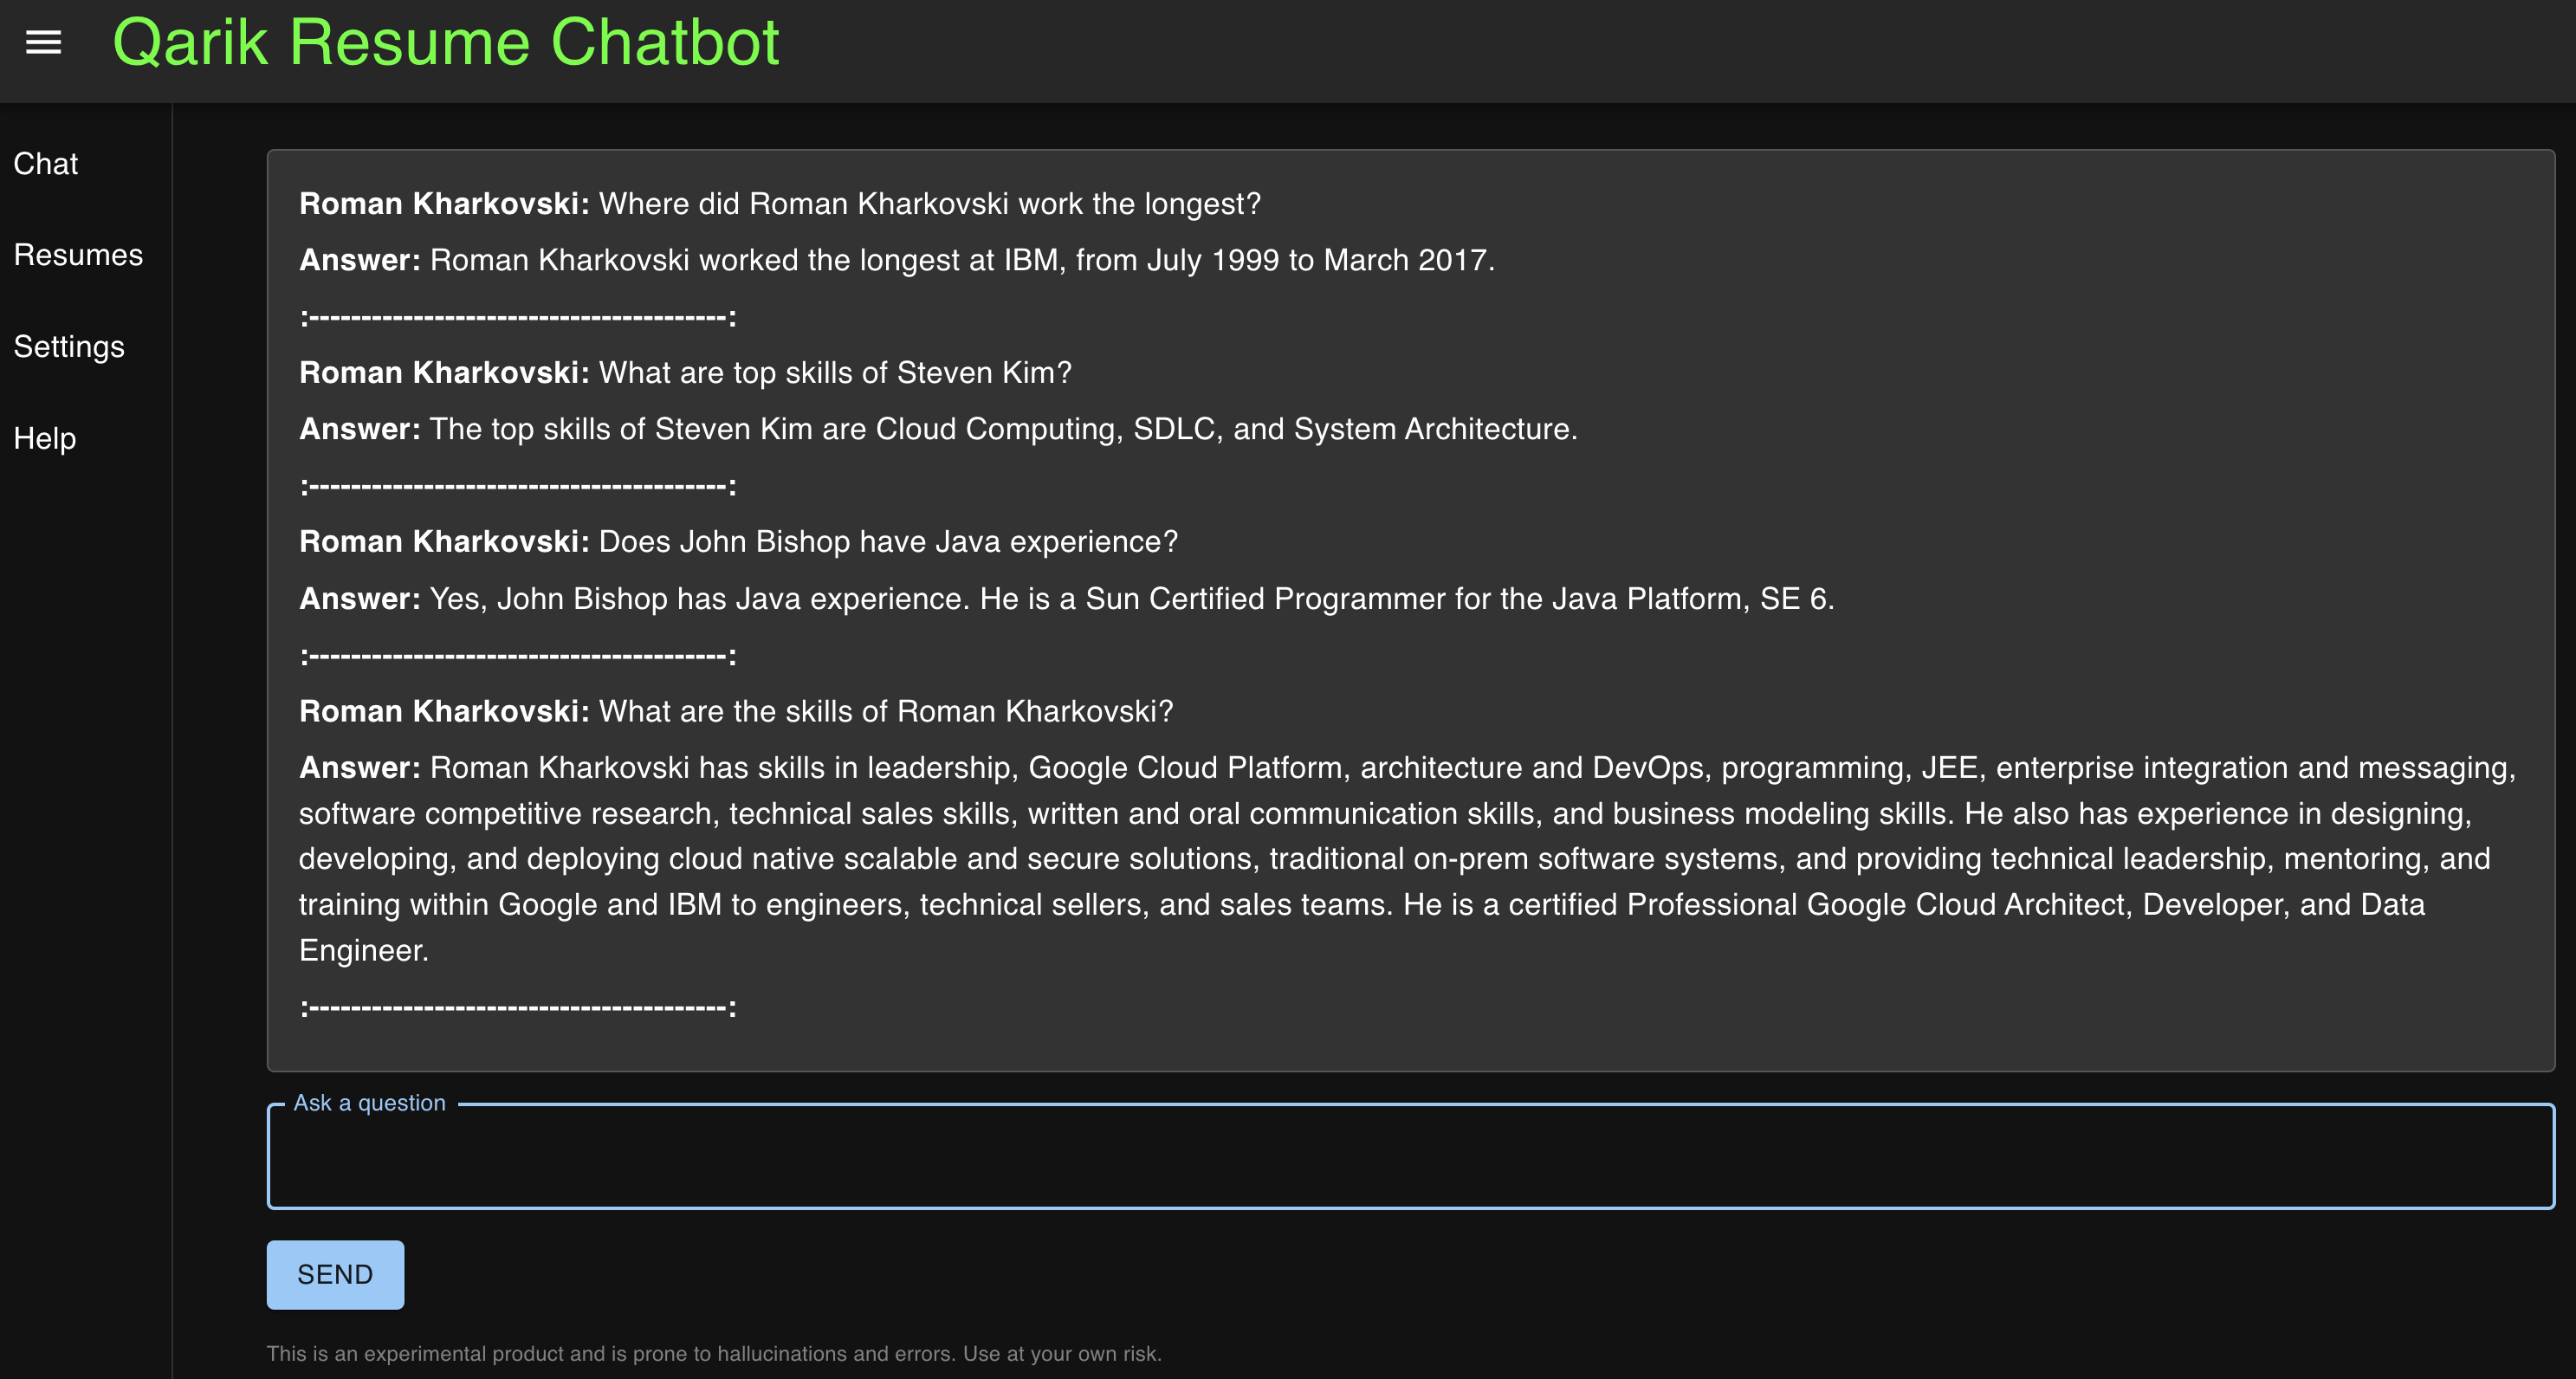 Qarik Resume Chatbot
Chat
Resumes
Settings
Help
Roman Kharkovski: Where did Roman Kharkovski work the longest?
Answer: Roman Kharkovski worked the longest at IBM, from July 1999 to March 2017.
:----------------------------------------:
Roman Kharkovski: What are top skills of Steven Kim?
Answer: The top skills of Steven Kim are Cloud Computing, SDLC, and System Architecture.
:----------------------------------------:
Roman Kharkovski: Does John Bishop have Java experience?
Answer: Yes, John Bishop has Java experience. He is a Sun Certified Programmer for the Java Platform, SE 6.
:----------------------------------------:
Roman Kharkovski: What are the skills of Roman Kharkovski?
Answer: Roman Kharkovski has skills in leadership, Google Cloud Platform, architecture and DevOps, programming, JEE, enterprise integration and messaging,
software competitive research, technical sales skills, written and oral communication skills, and business modeling skills. He also has experience in designing,
developing, and deploying cloud native scalable and secure solutions, traditional on-prem software systems, and providing technical leadership, mentoring, and
training within Google and IBM to engineers, technical sellers, and sales teams. He is a certified Professional Google Cloud Architect, Developer, and Data
Engineer.
:----------------------------------------:
Ask a question
SEND
This is an experimental product and is prone to hallucinations and errors. Use at your own risk.